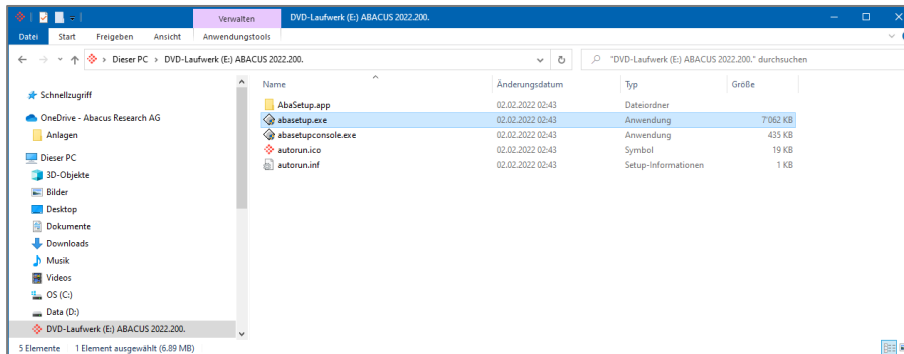 Verwalten DVD-Laufwerk (E:) ABACUS 2022.200.
Datei Start Freigeben Ansicht Anwendungstools
Dieser PC > DVD-Laufwerk (E:) ABACUS 2022.200. "DVD-Laufwerk (E:) ABACUS 2022.200." durchsuchen
Name Änderungsdatum Typ Größe
Schnellzugriff
OneDrive - Abacus Research AG
Anlagen
Dieser PC
3D-Objekte
Bilder
Desktop
Dokumente
Downloads
Musik
Videos
OS (C:)
Data (D:)
DVD-Laufwerk (E:) ABACUS 2022.200.
AbaSetup.app 02.02.2022 02:43 Dateiordner
abasetup.exe 02.02.2022 02:43 Anwendung 7'062 KB
abasetupconsole.exe 02.02.2022 02:43 Anwendung 435 KB
autorun.ico 02.02.2022 02:43 Symbol 19 KB
autorun.inf 02.02.2022 02:43 Setup-Informationen 1 KB
5 Elemente 1 Element ausgewählt (6.89 MB)